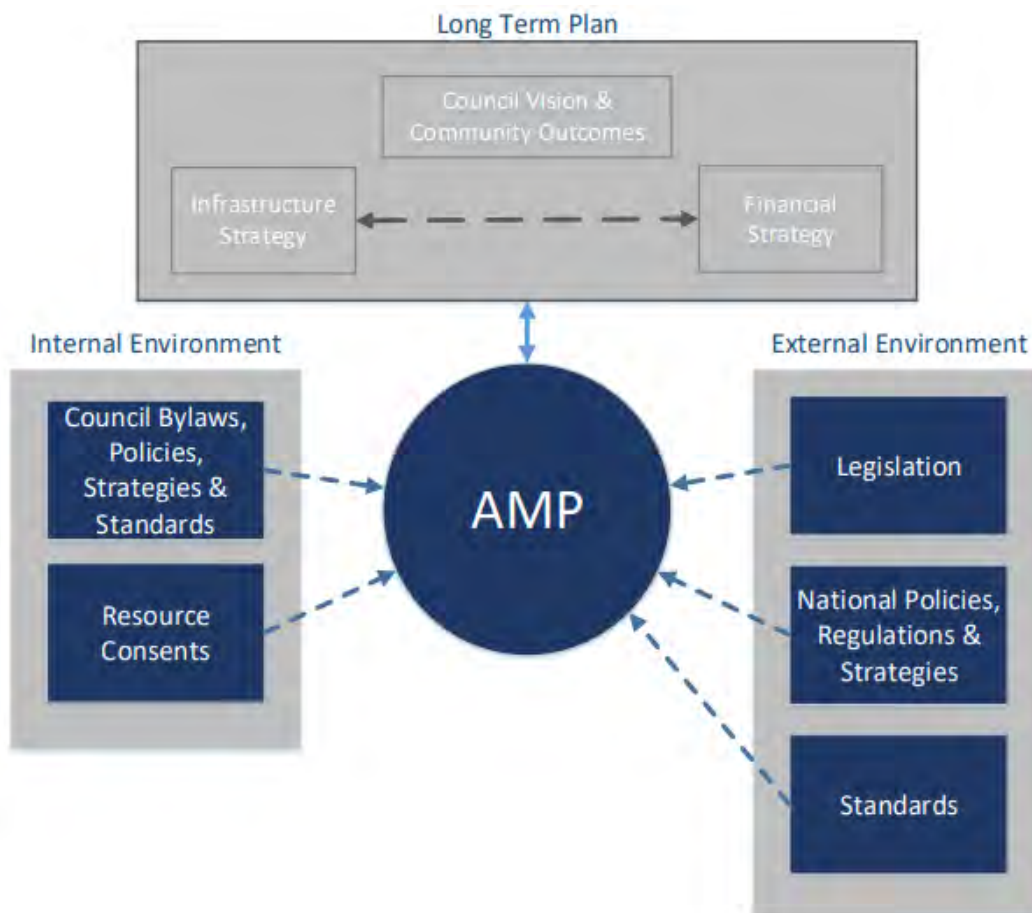 Long Term Plan
Council Vision &
Community Outcomes
Infrastructure
Strategy
Financial
Strategy
Internal Environment
External Environment
Council Bylaws,
Policies,
Strategies &
Standards
Resource
Consents
AMP
Legislation
National Policies,
Regulations &
Strategies
Standards